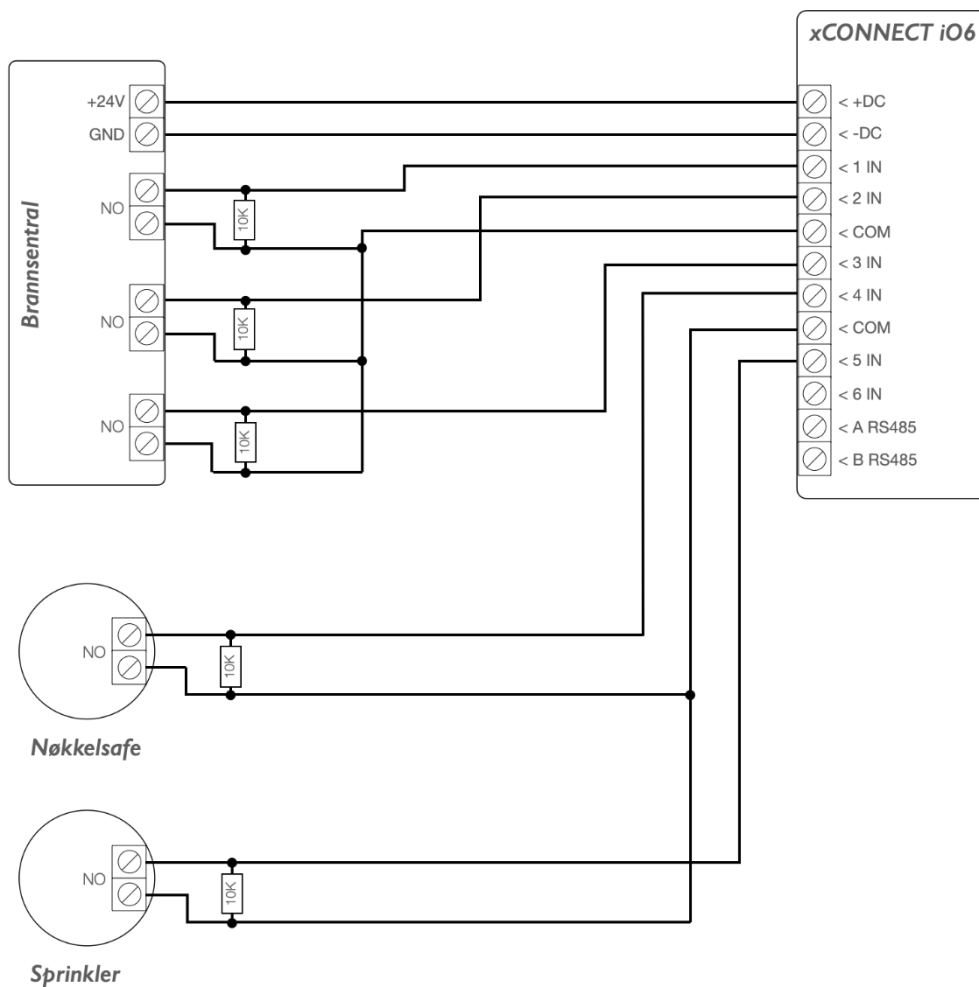 xCONNECT iO6
Brannsentral
+24V
GND
NO
NO
NO
10K
10K
10K
< +DC
< -DC
< 1 IN
< 2 IN
< COM
< 3 IN
< 4 IN
< COM
< 5 IN
< 6 IN
< A RS485
< B RS485
NO
10K
Nøkkelsafe
NO
10K
Sprinkler